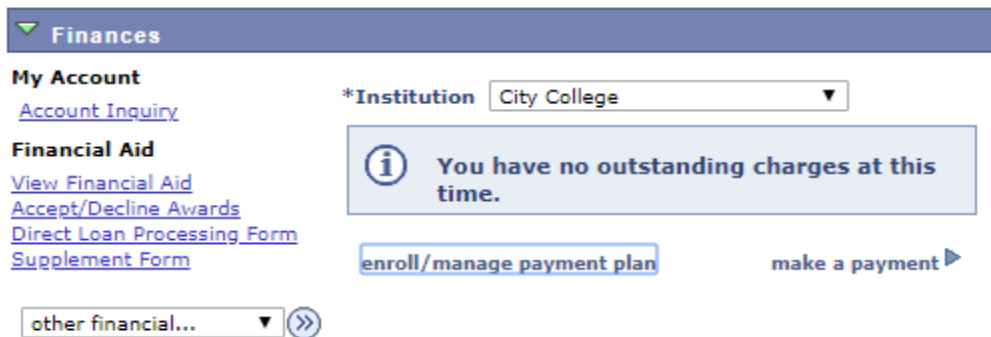 Finances
My Account
Account Inquiry
Financial Aid
View Financial Aid
Accept/Decline Awards
Direct Loan Processing Form
Supplement Form
other financial...
*Institution City College
You have no outstanding charges at this
time.
enroll/manage payment plan make a payment